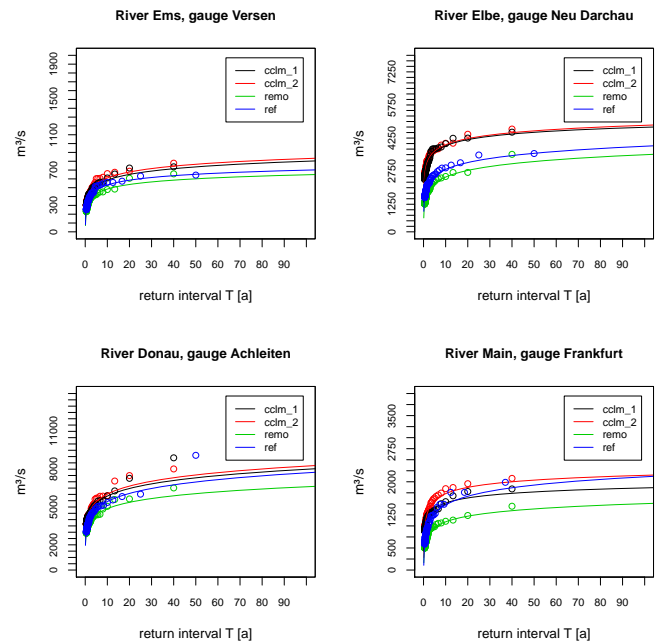 River Ems, gauge Versen
m³/s
300 700 1100 1500 1900
cclm_1
cclm_2
remo
ref
0 10 20 30 40 50 60 70 80 90
return interval T [a]
River Elbe, gauge Neu Darchau
m³/s
0 1250 2750 4250 5750 7250
cclm_1
cclm_2
remo
ref
0 10 20 30 40 50 60 70 80 90
return interval T [a]
River Donau, gauge Achleiten
m³/s
0 2000 5000 8000 11000
cclm_1
cclm_2
remo
ref
0 10 20 30 40 50 60 70 80 90
return interval T [a]
River Main, gauge Frankfurt
m³/s
0 500 1250 2000 2750 3500
cclm_1
cclm_2
remo
ref
0 10 20 30 40 50 60 70 80 90
return interval T [a]